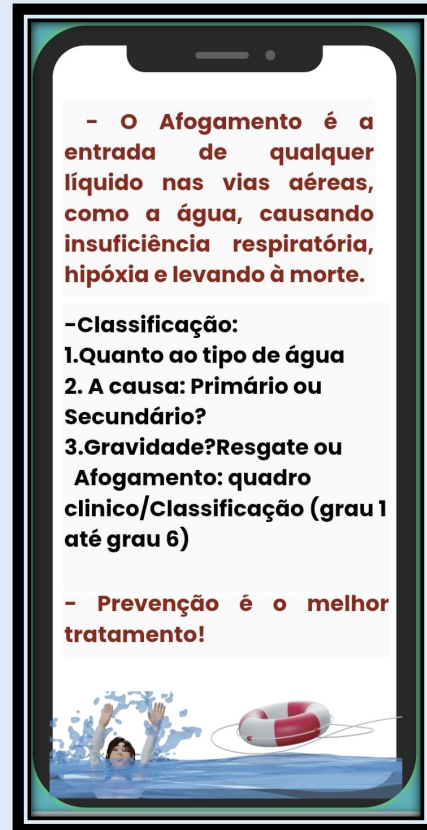 - O Afogamento é a
entrada de qualquer
líquido nas vias aéreas,
como a água, causando
insuficiência respiratória,
hipóxia e levando à morte.
-Classificação:
1.Quanto ao tipo de água
2. A causa: Primário ou
Secundário?
3.Gravidade?Resgate ou
Afogamento: quadro
clinico/Classificação (grau 1
até grau 6)
- Prevenção é o melhor
tratamento!